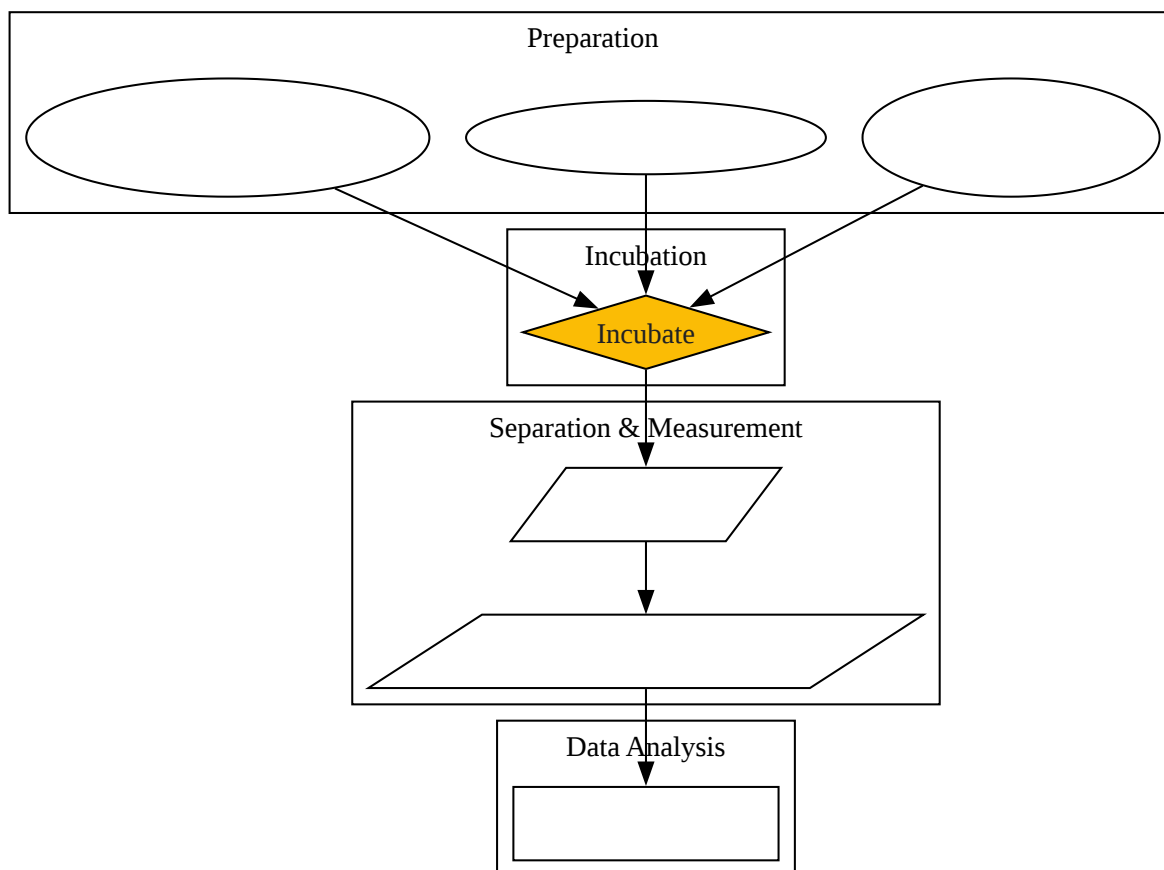 Preparation
Incubation
Incubate
Separation & Measurement
Data Analysis